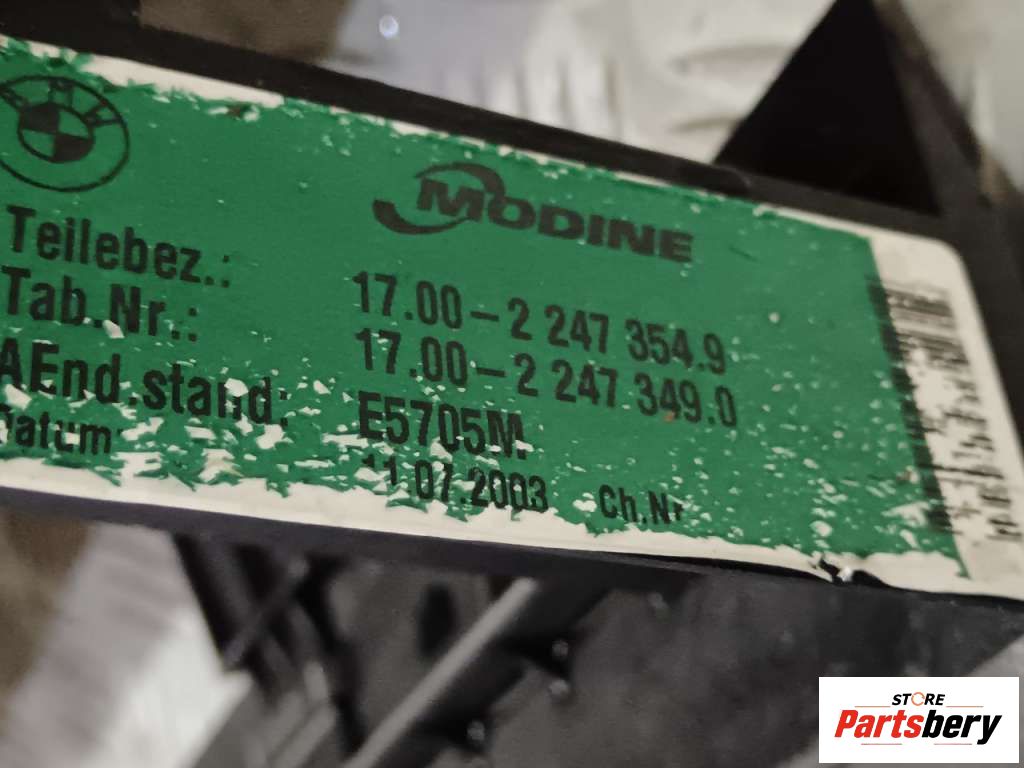 BMW
MODINE
Teilebez.: 17.00-2 247 354.9
Tab.Nr.: 17.00-2 247 349.0
AEnd.stand: E5705M.
Datum: 11.07.2003 Ch.Nr
STORE
Partsbery